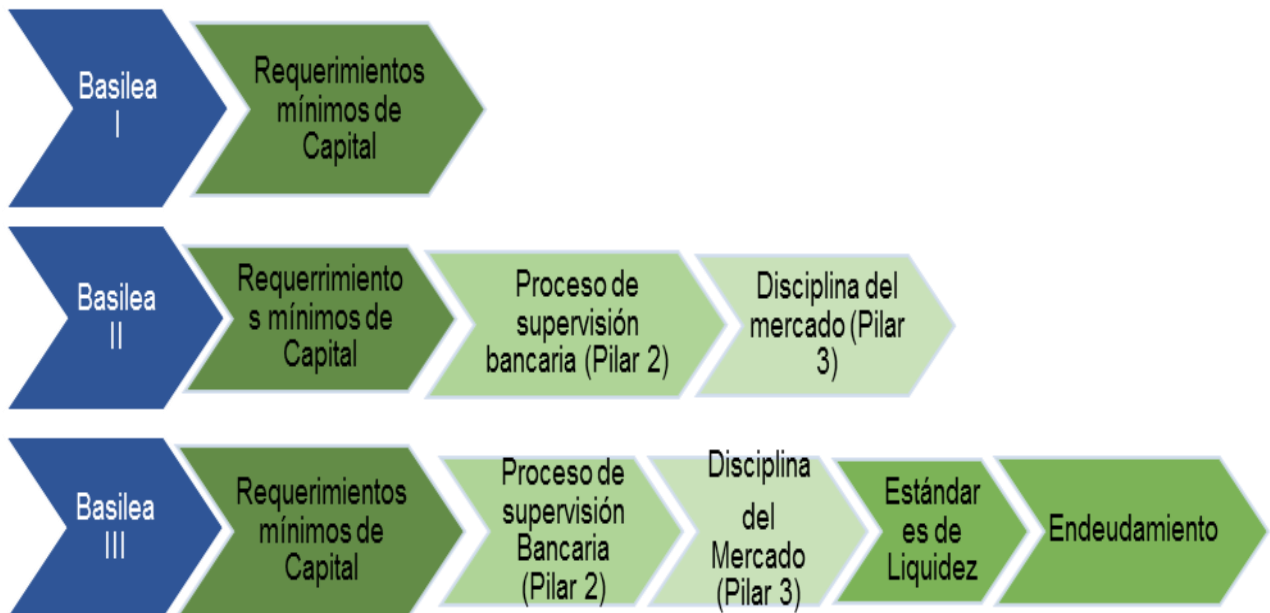 Basilea
I
Requerimientos
mínimos de
Capital
Basilea
II
Requerrimiento
s mínimos de
Capital
Proceso de
supervisión
bancaria (Pilar 2)
Disciplina del
mercado (Pilar
3)
Basilea
III
Requerimientos
mínimos de
Capital
Proceso de
supervisión
Bancaria
(Pilar 2)
Disciplina
del
Mercado
(Pilar 3)
Estándar
es de
Liquidez
Endeudamiento